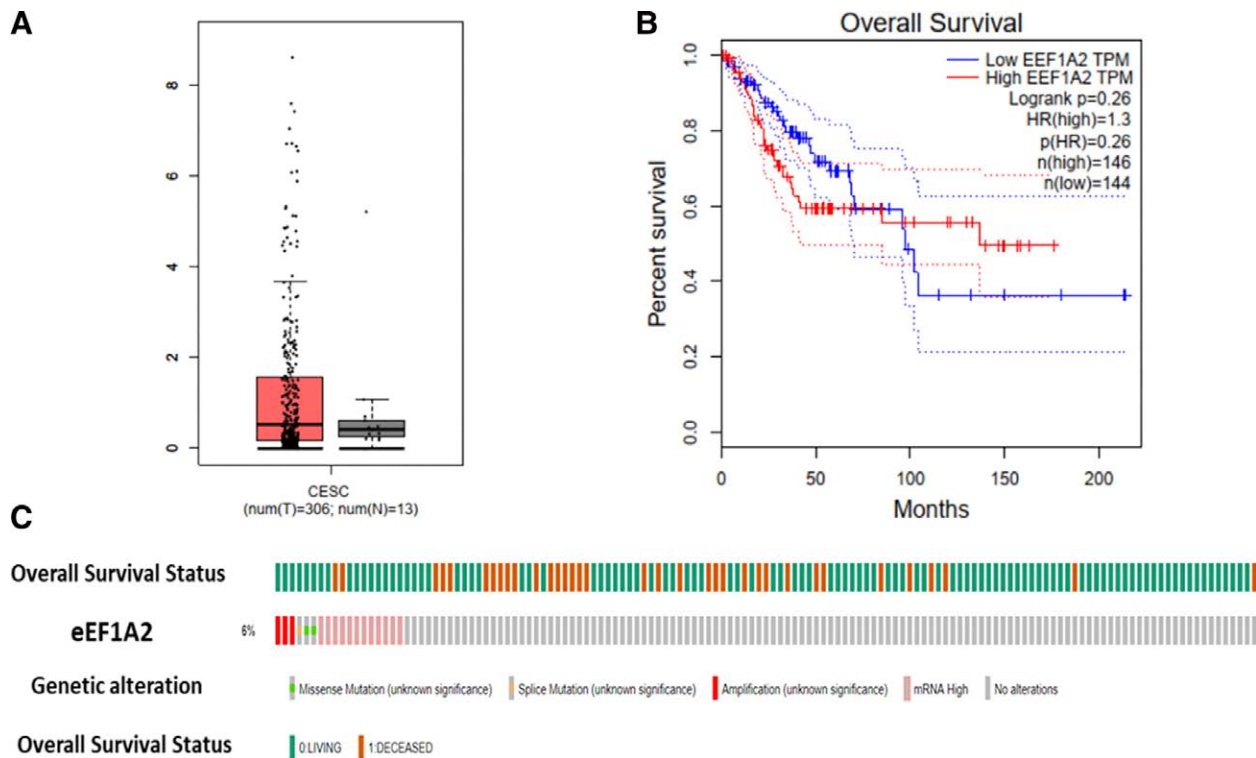 A
8
6
4
2
0
CESC
(num(T)=306; num(N)=13)
B
Overall Survival
Low EEF1A2 TPM
High EEF1A2 TPM
Logrank p=0.26
HR(high)=1.3
p(HR)=0.26
n(high)=146
n(low)=144
Percent survival
1.0
0.8
0.6
0.4
0.2
0.0
0 50 100 150 200
Months
C
Overall Survival Status
eEF1A2 6%
Genetic alteration Missense Mutation (unknown significance) Splice Mutation (unknown significance) Amplification (unknown significance) mRNA High No alterations
Overall Survival Status 0:LIVING 1:DECEASED